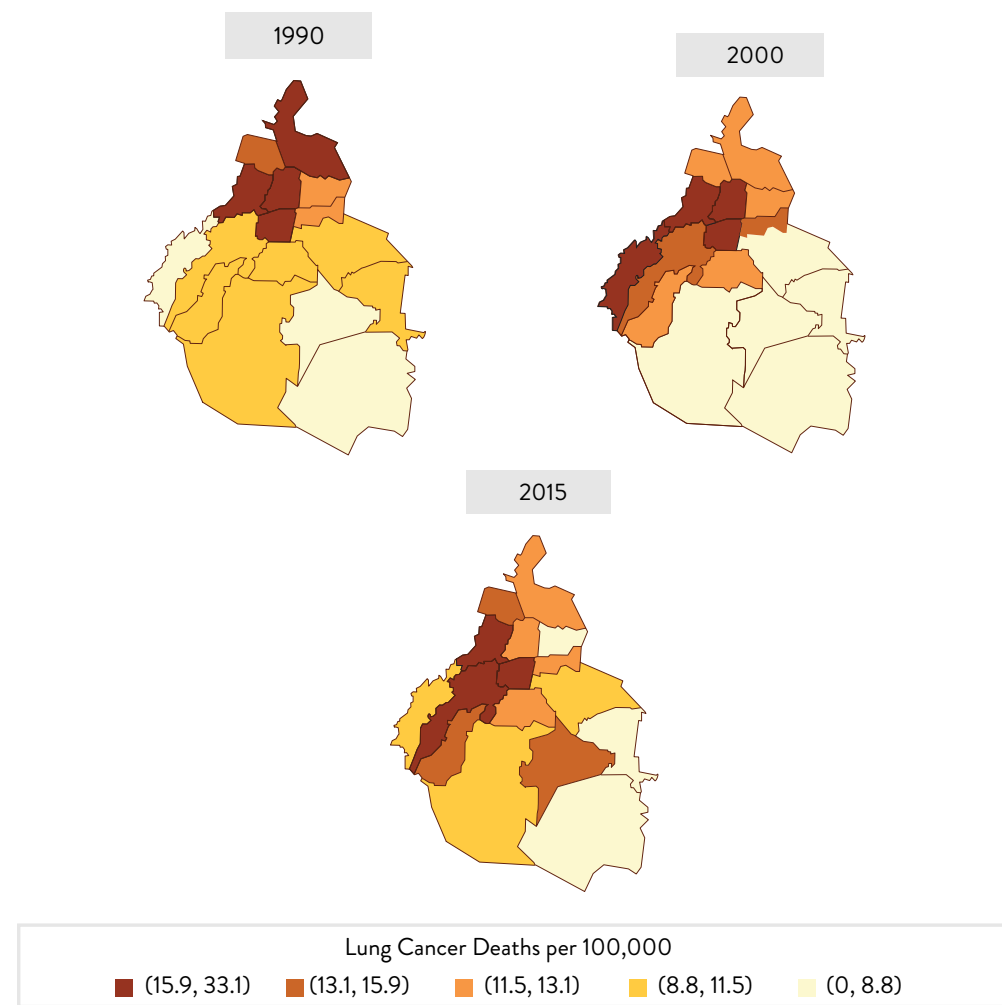 1990
2000
2015
Lung Cancer Deaths per 100,000
(15.9, 33.1) (13.1, 15.9) (11.5, 13.1) (8.8, 11.5) (0, 8.8)